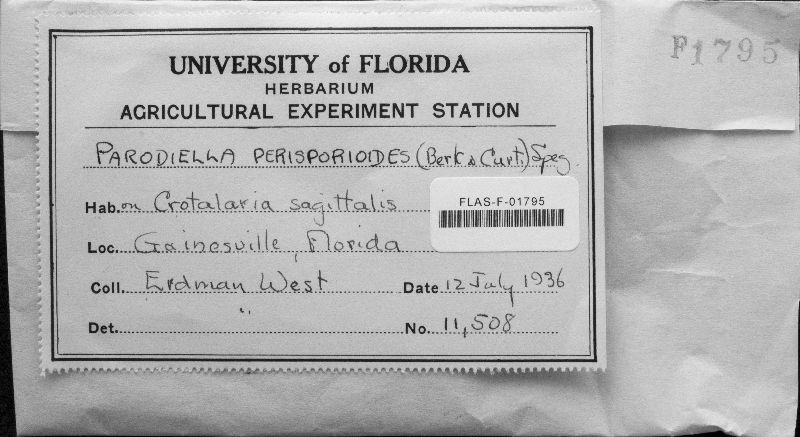 F1795
UNIVERSITY of FLORIDA
HERBARIUM
AGRICULTURAL EXPERIMENT STATION
PARODIELLA PERISPORIOIDES (Berk & Curt.) Speg.
Hab. on Crotalaria sagittalis
FLAS-F-01795
Loc. Gainesville, Florida
Coll. Erdman West Date 12 July 1936
Det. " No. 11,508